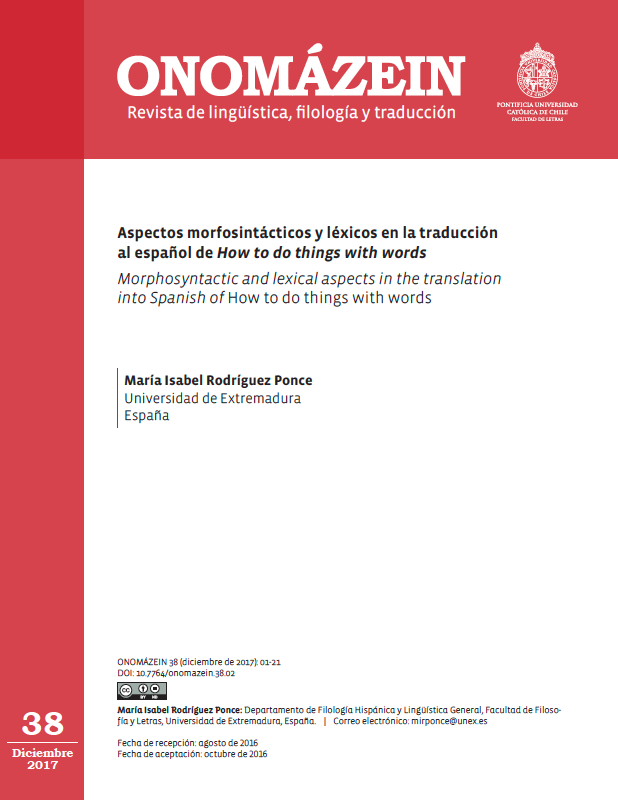 ONOMÁZEIN
Revista de lingüística, filología y traducción
PONTIFICIA UNIVERSIDAD
CATÓLICA DE CHILE
FACULTAD DE LETRAS
Aspectos morfosintácticos y léxicos en la traducción
al español de How to do things with words
Morphosyntactic and lexical aspects in the translation
into Spanish of How to do things with words
María Isabel Rodríguez Ponce
Universidad de Extremadura
España
ONOMÁZEIN 38 (diciembre de 2017): 01-21
DOI: 10.7764/onomazein.38.02
cc
BY NC
María Isabel Rodríguez Ponce: Departamento de Filología Hispánica y Lingüística General, Facultad de Filoso-
fía y Letras, Universidad de Extremadura, España. | Correo electrónico: mirponce@unex.es
Fecha de recepción: agosto de 2016
Fecha de aceptación: octubre de 2016
38
Diciembre
2017